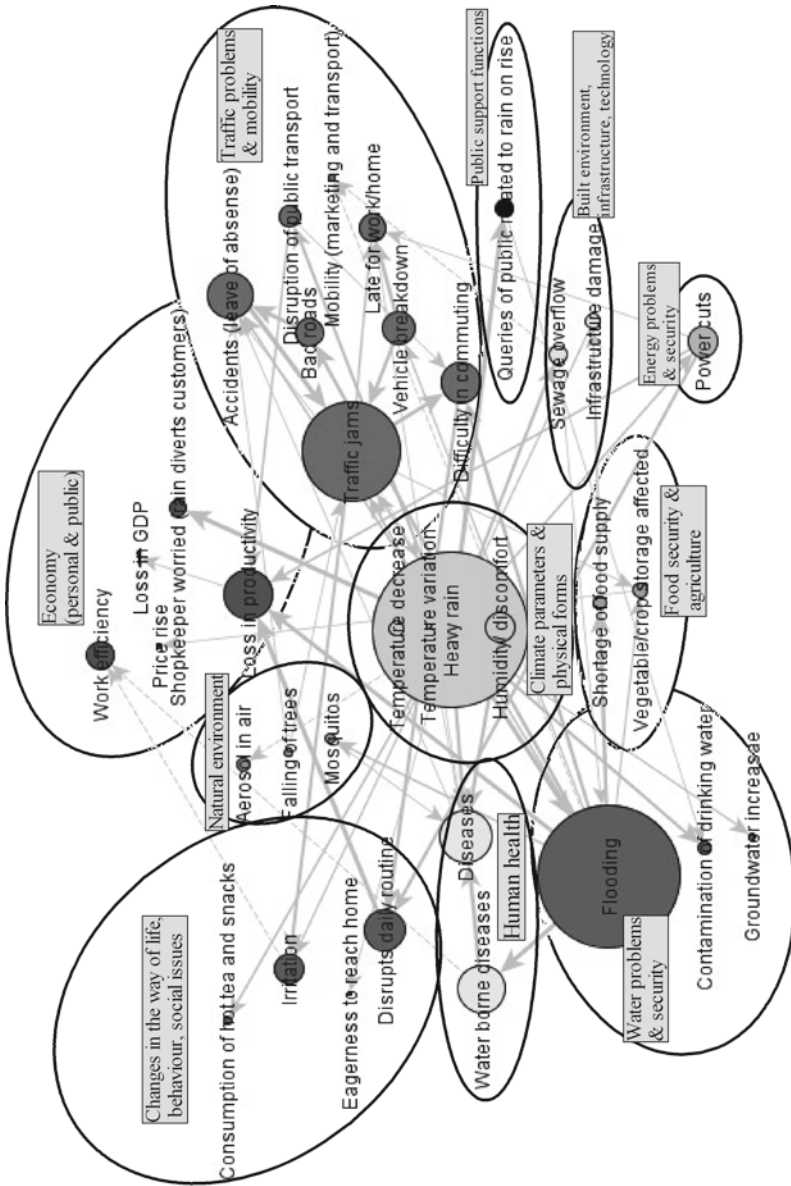 Changes in the way of life,
behaviour, social issues
Consumption of hot tea and snacks
Irritation
Eagerness to reach home
Disrupts daily routine
Natural environment
Aerosol in air
Falling of trees
Mosquitos
Economy
(personal & public)
Work efficiency
Loss in GDP
Price rise
Shopkeeper worried (rain diverts customers)
Loss in productivity
Traffic problems
& mobility
Accidents (leave of absense)
Disruption of public transport
Bad roads
Mobility (marketing and transport)
Late for work/home
Vehicle breakdown
Traffic jams
Difficulty in commuting
Human health
Water borne diseases
Diseases
Temperature decrease
Temperature variation
Heavy rain
Humidity discomfort
Climate parameters &
physical forms
Public support functions
Queries of public related to rain on rise
Built environment,
infrastructure, technology
Sewage overflow
Infrastructure damage
Water problems
& security
Flooding
Contamination of drinking water
Groundwater increasae
Shortage of food supply
Vegetable/crop storage affected
Food security &
agriculture
Energy problems
& security
Power cuts